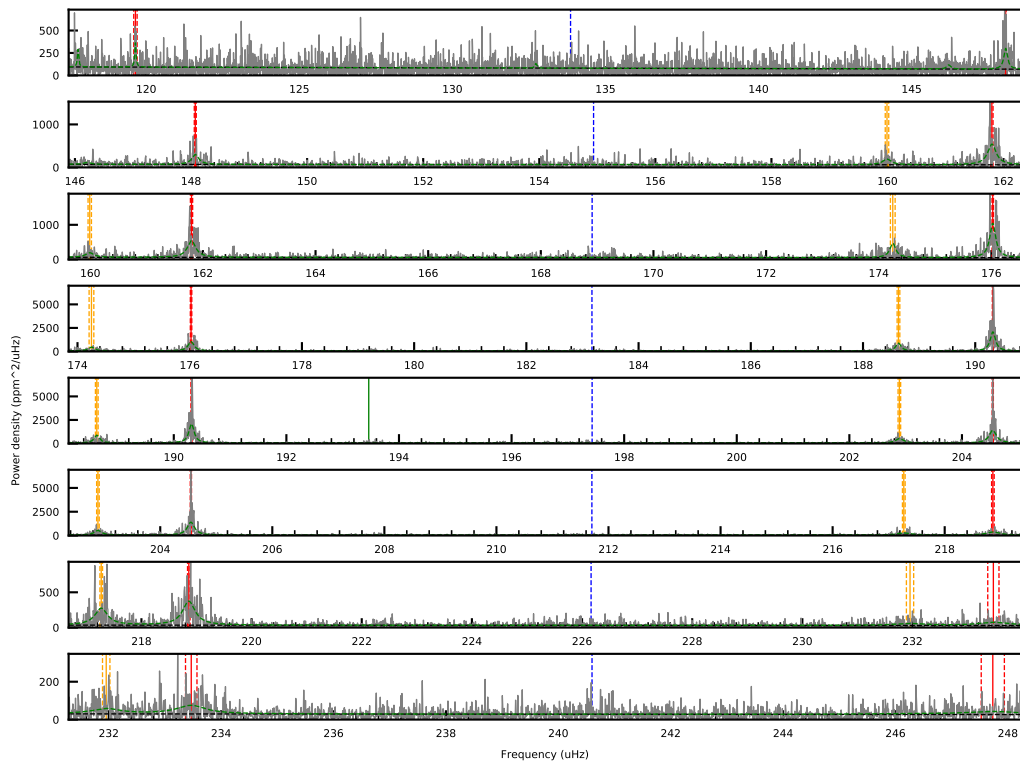 500
250
0
120 125 130 135 140 145
1000
0
146 148 150 152 154 156 158 160 162
1000
0
160 162 164 166 168 170 172 174 176
5000
2500
0
174 176 178 180 182 184 186 188 190
5000
2500
0
190 192 194 196 198 200 202 204
5000
2500
0
204 206 208 210 212 214 216 218
500
0
218 220 222 224 226 228 230 232
200
0
232 234 236 238 240 242 244 246 248
Power density (ppm^2/uHz)
Frequency (uHz)